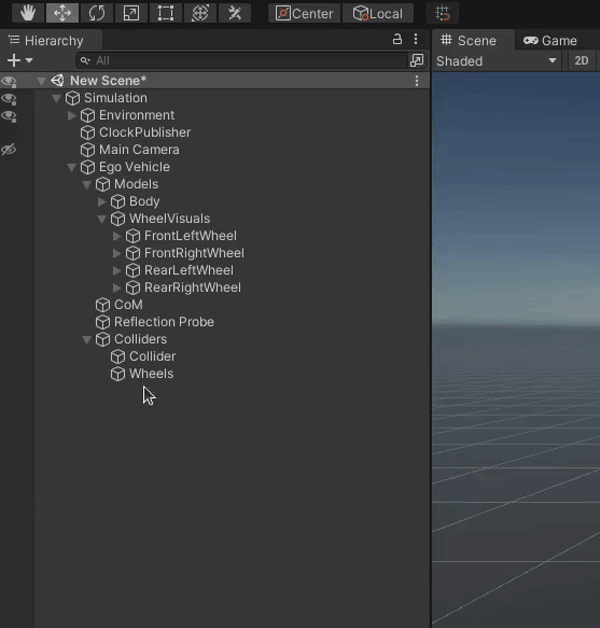 Center Local
Hierarchy
All
New Scene*
Simulation
Environment
ClockPublisher
Main Camera
Ego Vehicle
Models
Body
WheelVisuals
FrontLeftWheel
FrontRightWheel
RearLeftWheel
RearRightWheel
CoM
Reflection Probe
Colliders
Collider
Wheels
Scene Game
Shaded 2D